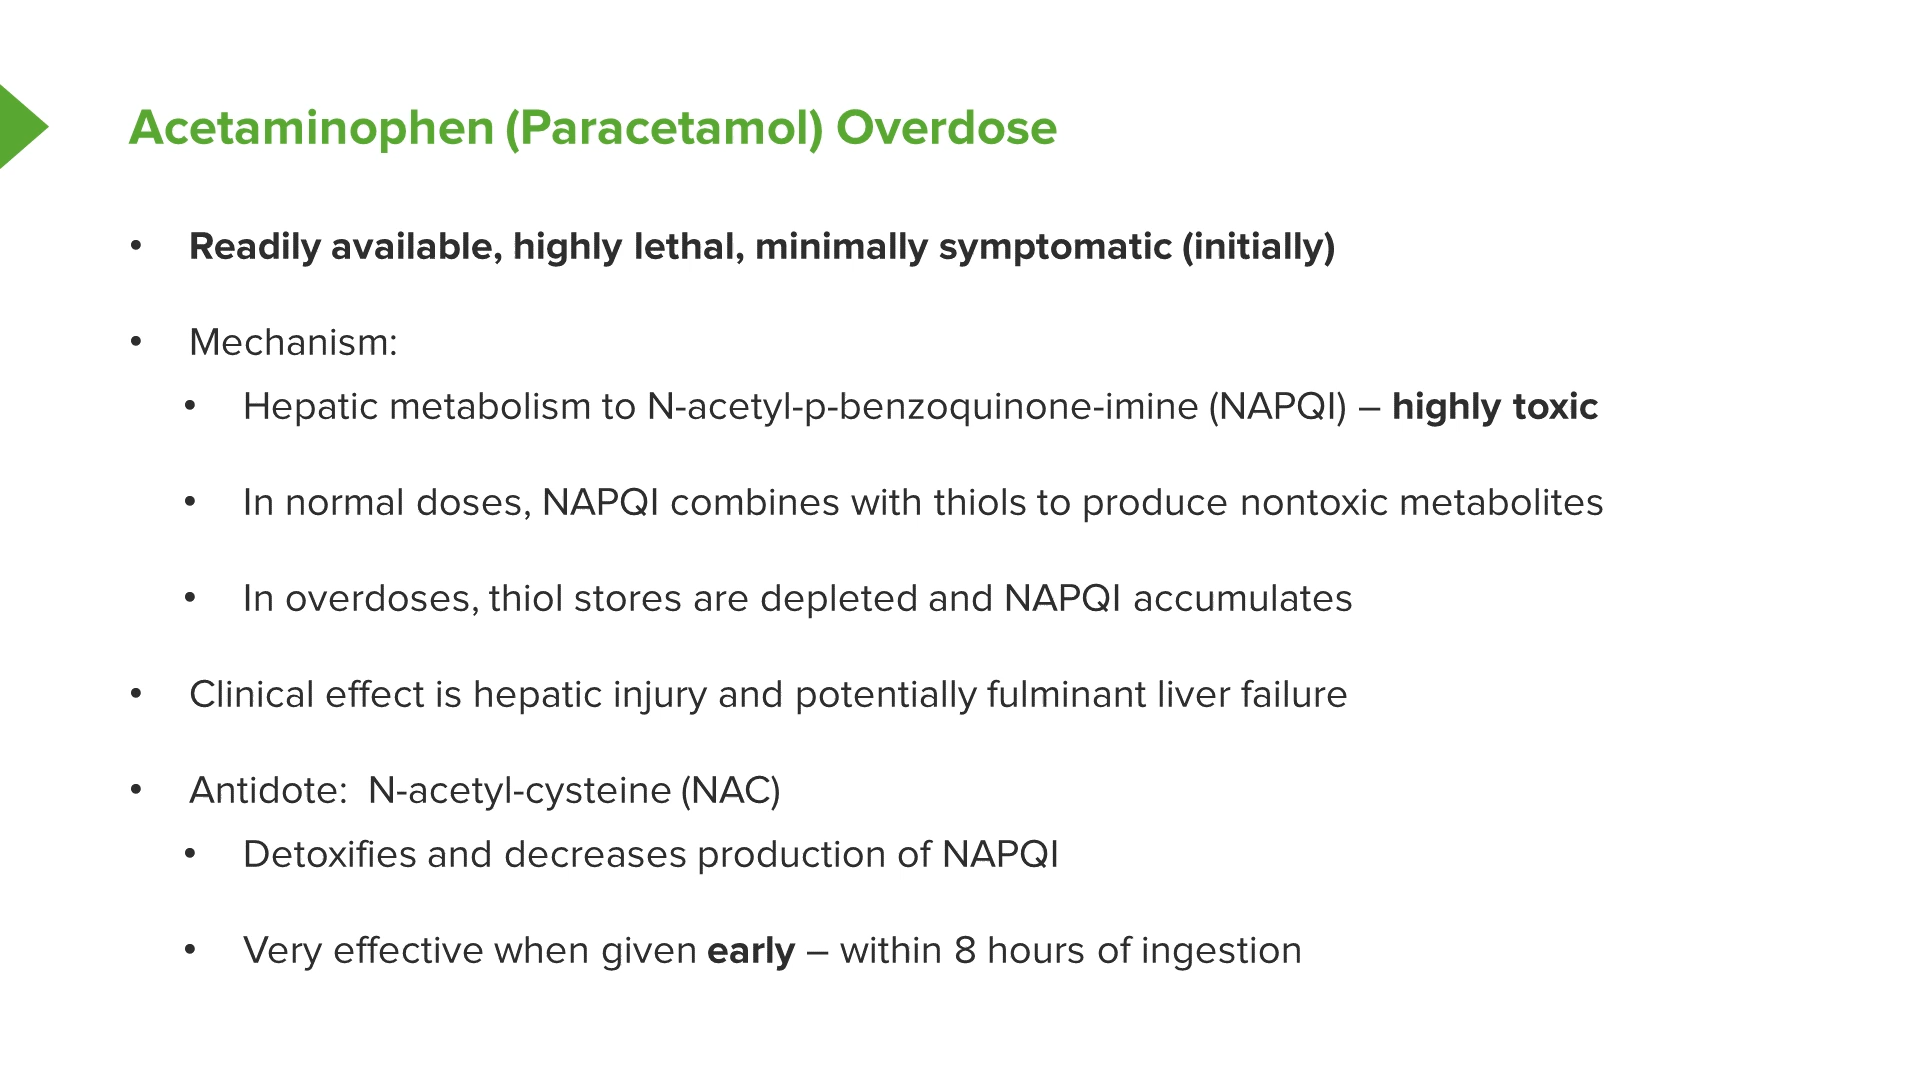 Acetaminophen (Paracetamol) Overdose
• Readily available, highly lethal, minimally symptomatic (initially)
• Mechanism:
• Hepatic metabolism to N-acetyl-p-benzoquinone-imine (NAPQI) – highly toxic
• In normal doses, NAPQI combines with thiols to produce nontoxic metabolites
• In overdoses, thiol stores are depleted and NAPQI accumulates
• Clinical effect is hepatic injury and potentially fulminant liver failure
• Antidote:  N-acetyl-cysteine (NAC)
• Detoxifies and decreases production of NAPQI
• Very effective when given early – within 8 hours of ingestion